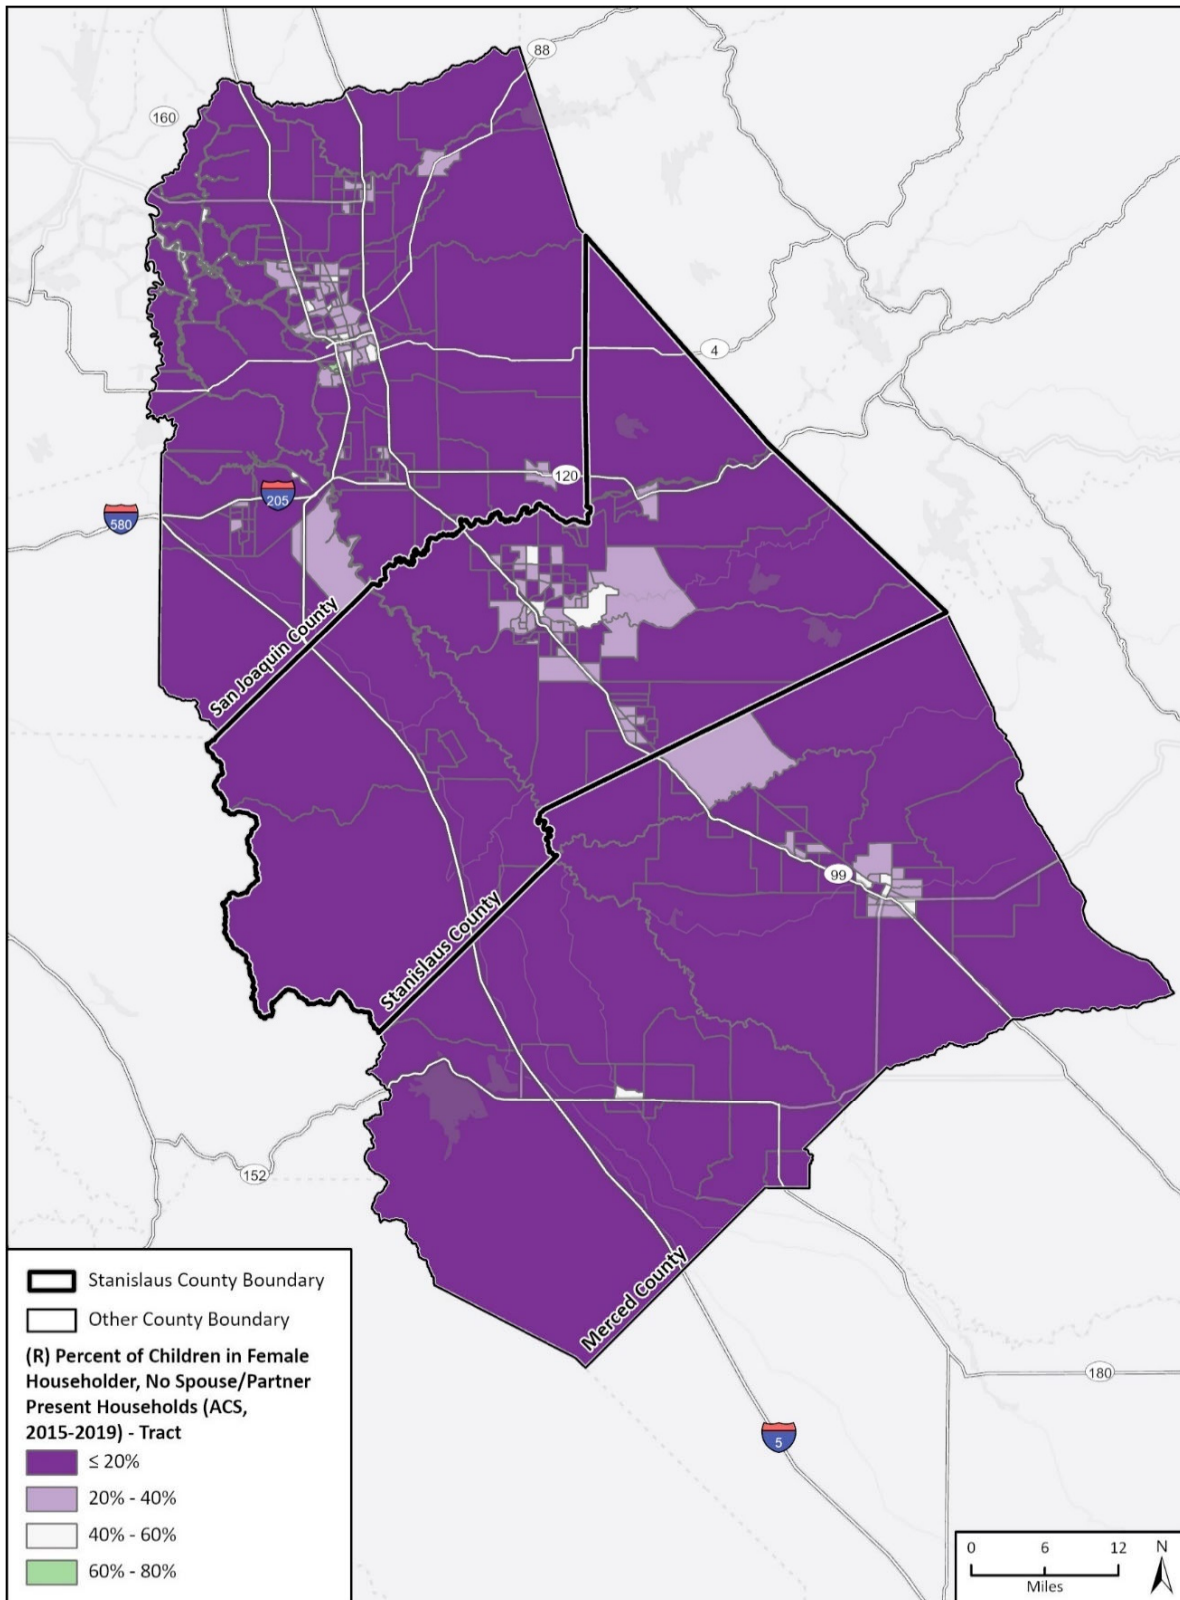 88
160
4
120
205
580
San Joaquin County
99
Stanislaus County
152
Merced County
180
5
Stanislaus County Boundary
Other County Boundary
(R) Percent of Children in Female
Householder, No Spouse/Partner
Present Households (ACS,
2015-2019) - Tract
≤ 20%
20% - 40%
40% - 60%
60% - 80%
0 6 12 N
Miles